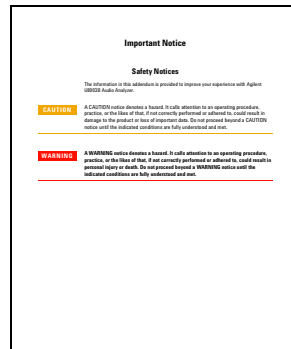 Important Notice
Safety Notices
The information in this addendum is provided to improve your experience with Agilent
U8903B Audio Analyzer.
CAUTION
A CAUTION notice denotes a hazard. It calls attention to an operating procedure,
practice, or the likes of that, if not correctly performed or adhered to, could result in
damage to the product or loss of important data. Do not proceed beyond a CAUTION
notice until the indicated conditions are fully understood and met.
WARNING
A WARNING notice denotes a hazard. It calls attention to an operating procedure,
practice, or the likes of that, if not correctly performed or adhered to, could result in
personal injury or death. Do not proceed beyond a WARNING notice until the
indicated conditions are fully understood and met.